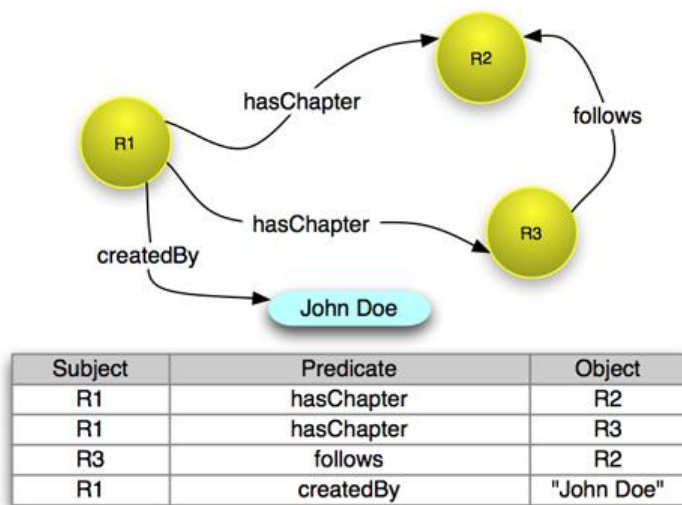 R2
hasChapter
follows
R1
hasChapter
R3
createdBy
John Doe
Subject Predicate Object
R1 hasChapter R2
R1 hasChapter R3
R3 follows R2
R1 createdBy "John Doe"